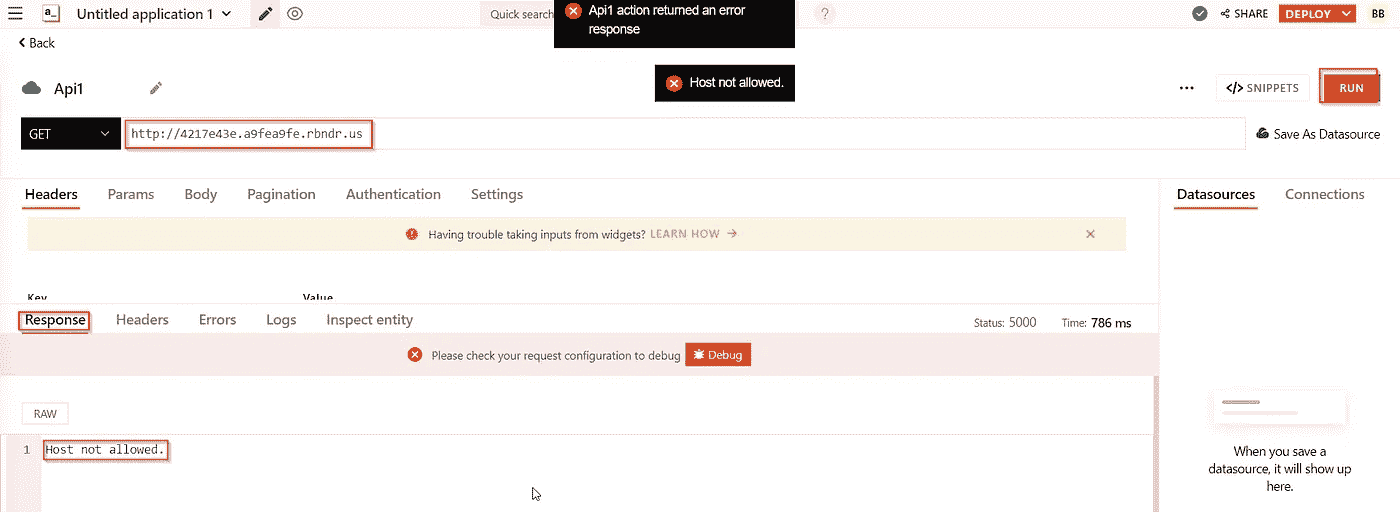 a_
Untitled application 1
Quick search
Api1 action returned an error
response
?
SHARE
DEPLOY
BB
Back
Host not allowed.
Api1
</> SNIPPETS
RUN
GET
http://4217e43e.a9fea9fe.rbndr.us
Save As Datasource
Headers
Params
Body
Pagination
Authentication
Settings
Datasources
Connections
Having trouble taking inputs from widgets? LEARN HOW
Key
Value
Response
Headers
Errors
Logs
Inspect entity
Status: 5000
Time: 786 ms
Please check your request configuration to debug
Debug
RAW
1
Host not allowed.
When you save a
datasource, it will show up
here.